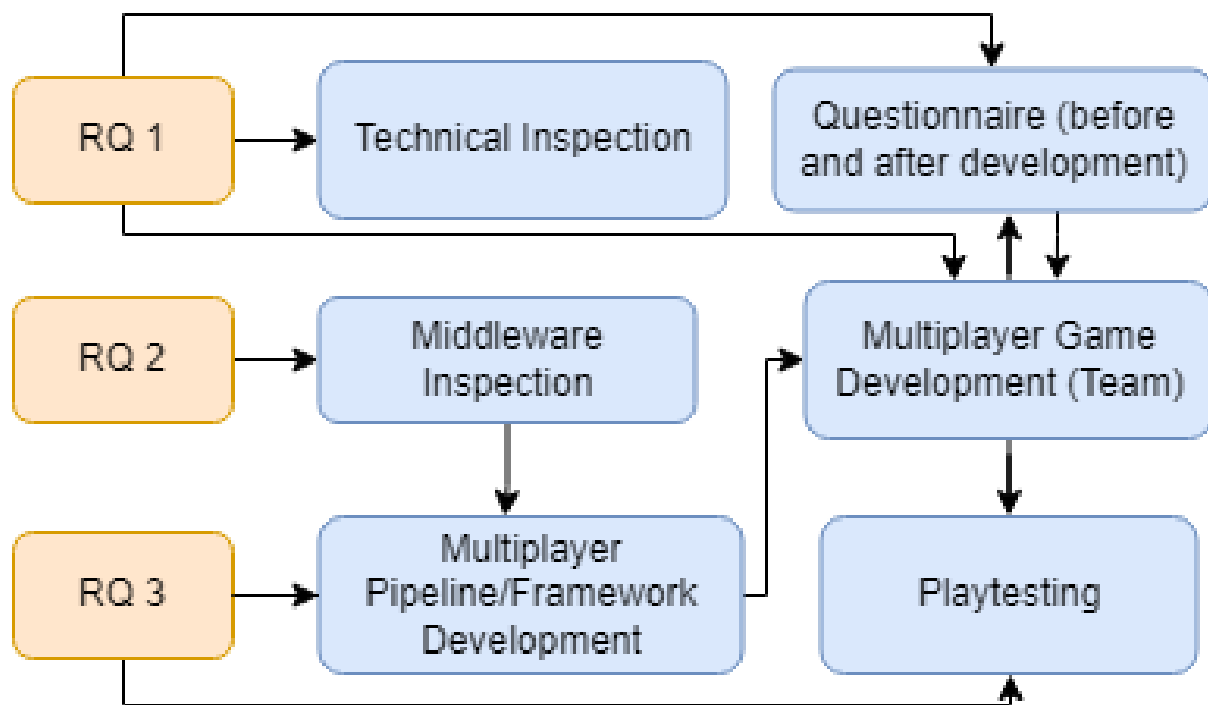 RQ 1
Technical Inspection
Questionnaire (before
and after development)
RQ 2
Middleware
Inspection
Multiplayer Game
Development (Team)
RQ 3
Multiplayer
Pipeline/Framework
Development
Playtesting